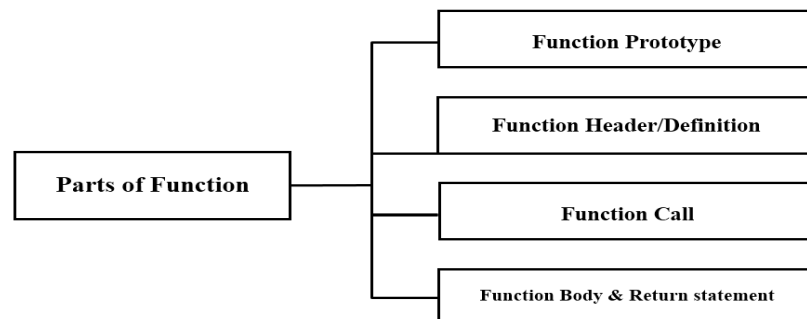 Function Prototype
Function Header/Definition
Parts of Function
Function Call
Function Body & Return statement